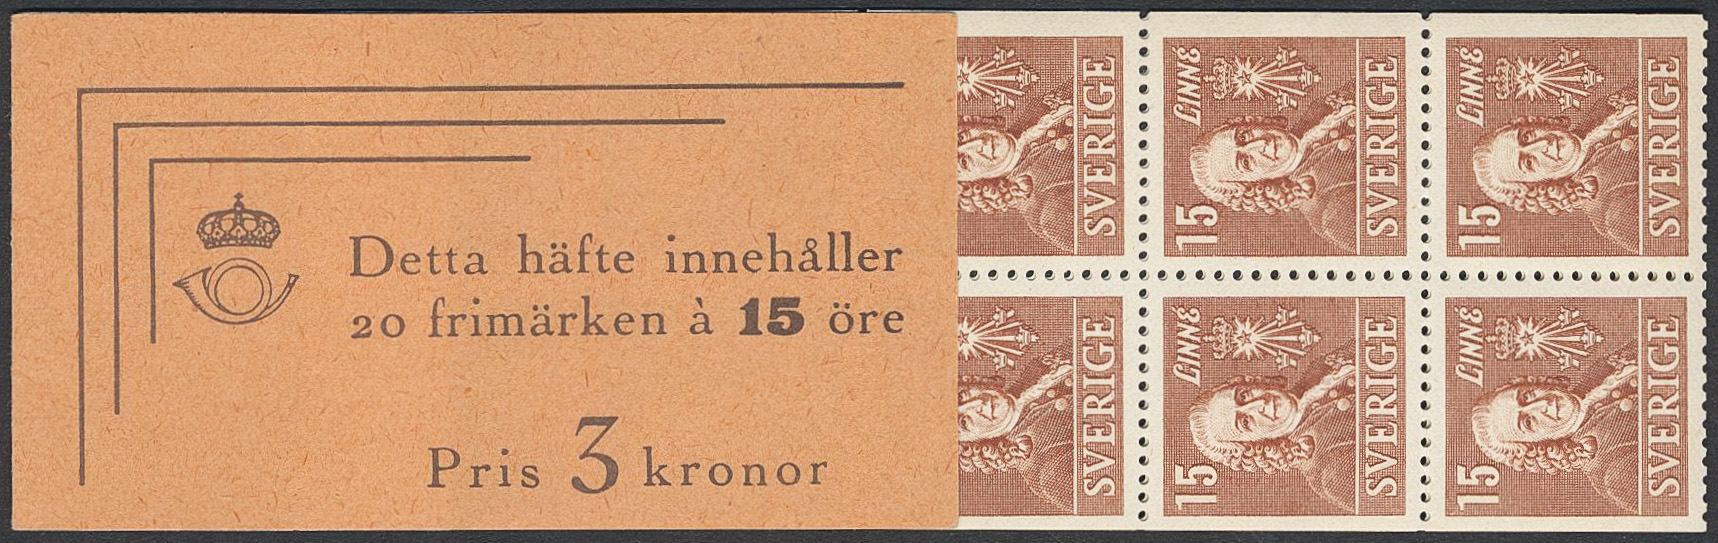 Detta häfte innehåller
20 frimärken à 15 öre
Pris 3 kronor
SVERIGE
15 LINNÉ
SVERIGE
15 LINNÉ
SVERIGE
SVERIGE
15 LINNÉ
SVERIGE
15 LINNÉ
SVERIGE